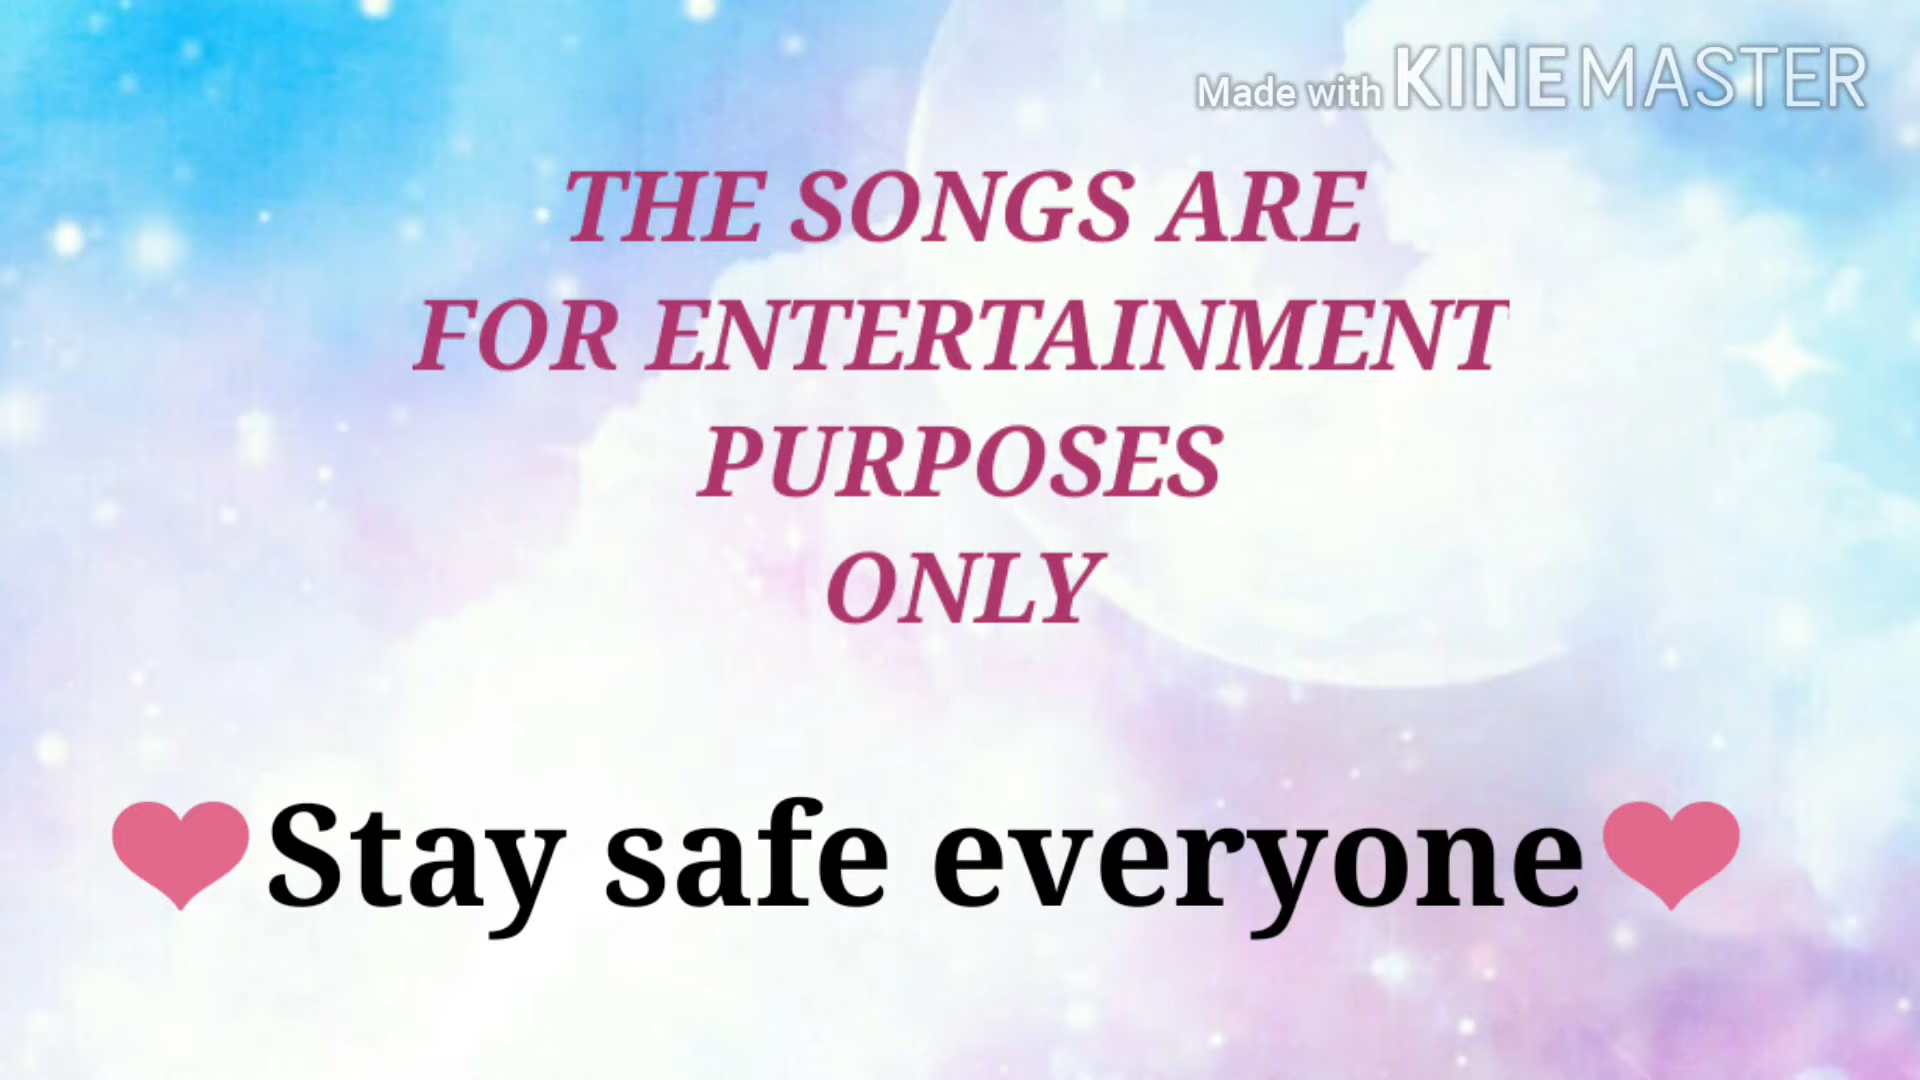 Made with KINEMASTER
THE SONGS ARE
FOR ENTERTAINMENT
PURPOSES
ONLY
❤Stay safe everyone❤